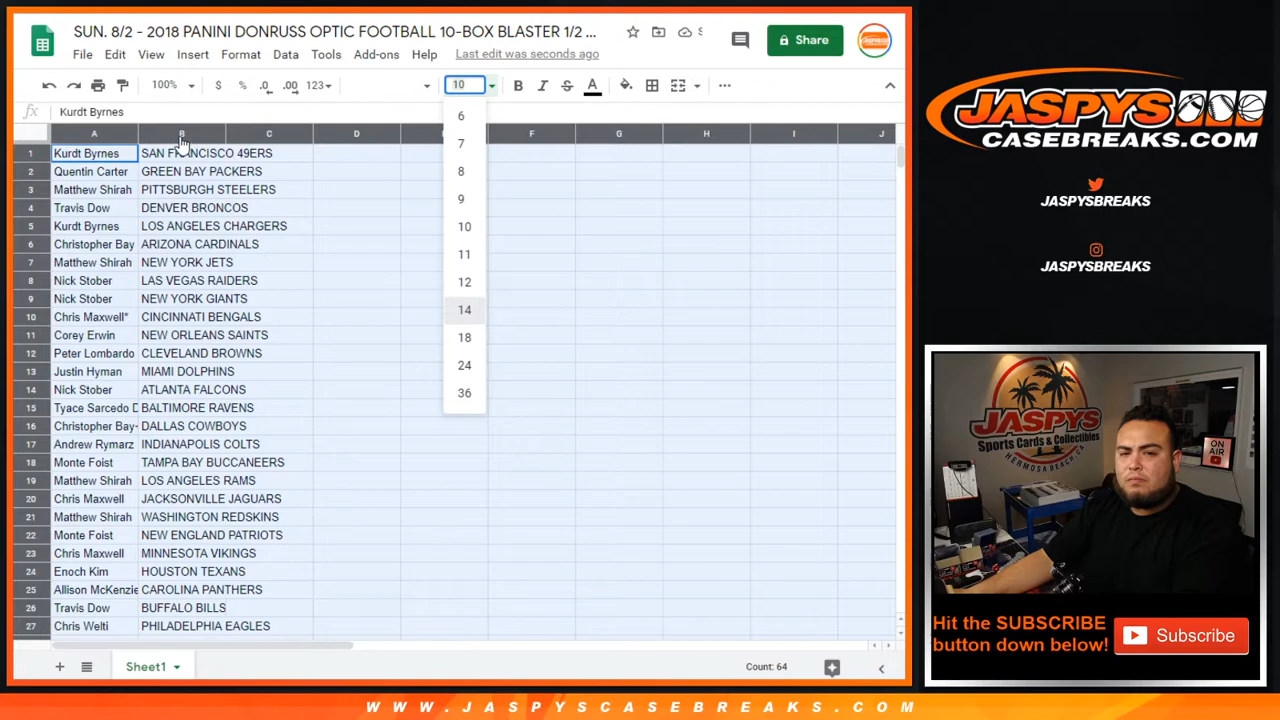 SUN. 8/2 - 2018 PANINI DONRUSS OPTIC FOOTBALL 10-BOX BLASTER 1/2 ...
File Edit View Insert Format Data Tools Add-ons Help Last edit was seconds ago
Share
100% $ % .0 .00 123 10 B I S A
fx Kurdt Byrnes
A B C D F G H I J
1 Kurdt Byrnes SAN FRANCISCO 49ERS
2 Quentin Carter GREEN BAY PACKERS
3 Matthew Shirah PITTSBURGH STEELERS
4 Travis Dow DENVER BRONCOS
5 Kurdt Byrnes LOS ANGELES CHARGERS
6 Christopher Bay ARIZONA CARDINALS
7 Matthew Shirah NEW YORK JETS
8 Nick Stober LAS VEGAS RAIDERS
9 Nick Stober NEW YORK GIANTS
10 Chris Maxwell* CINCINNATI BENGALS
11 Corey Erwin NEW ORLEANS SAINTS
12 Peter Lombardo CLEVELAND BROWNS
13 Justin Hyman MIAMI DOLPHINS
14 Nick Stober ATLANTA FALCONS
15 Tyace Sarcedo D BALTIMORE RAVENS
16 Christopher Bay DALLAS COWBOYS
17 Andrew Rymarz INDIANAPOLIS COLTS
18 Monte Foist TAMPA BAY BUCCANEERS
19 Matthew Shirah LOS ANGELES RAMS
20 Chris Maxwell JACKSONVILLE JAGUARS
21 Matthew Shirah WASHINGTON REDSKINS
22 Monte Foist NEW ENGLAND PATRIOTS
23 Chris Maxwell MINNESOTA VIKINGS
24 Enoch Kim HOUSTON TEXANS
25 Allison McKenzie CAROLINA PANTHERS
26 Travis Dow BUFFALO BILLS
27 Chris Welti PHILADELPHIA EAGLES
6
7
8
9
10
11
12
14
18
24
36
Sheet1
Count: 64
JASPYS
CASEBREAKS.COM
JASPYSBREAKS
JASPYSBREAKS
JASPYS
Sports Cards & Collectibles
HERMOSA BEACH, CA
ON AIR
Hit the SUBSCRIBE
button down below!
Subscribe
WWW.JASPYSCASEBREAKS.COM